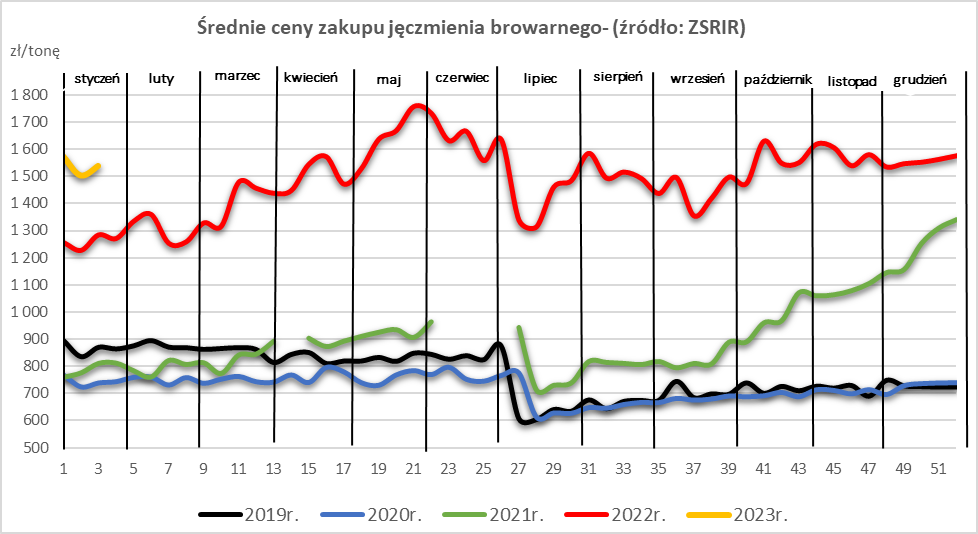 Średnie ceny zakupu jęczmienia browarnego- (źródło: ZSRIR)
zł/tonę
styczeń luty marzec kwiecień maj czerwiec lipiec sierpień wrzesień październik listopad grudzień
1 800
1 700
1 600
1 500
1 400
1 300
1 200
1 100
1 000
900
800
700
600
500
1 3 5 7 9 11 13 15 17 19 21 23 25 27 29 31 33 35 37 39 41 43 45 47 49 51
2019r. 2020r. 2021r. 2022r. 2023r.